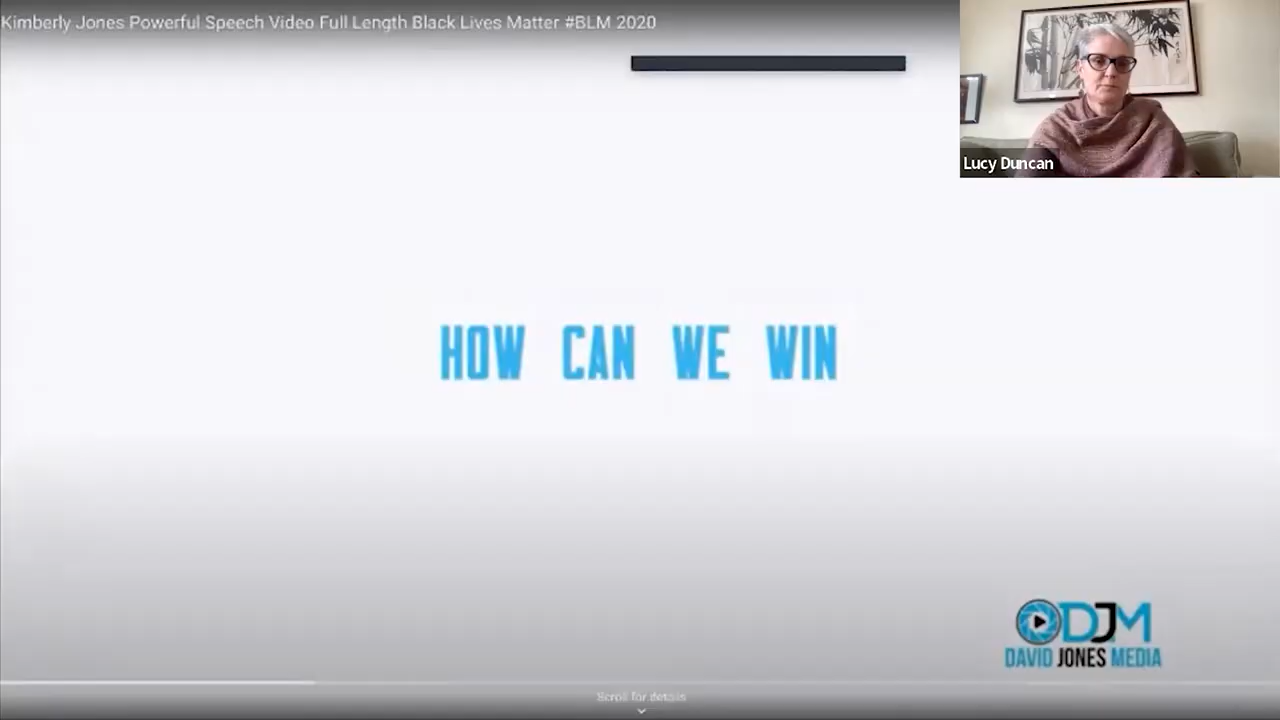 Kimberly Jones Powerful Speech Video Full Length Black Lives Matter #BLM 2020
Lucy Duncan
HOW CAN WE WIN
DJM
DAVID JONES MEDIA
Scroll for details